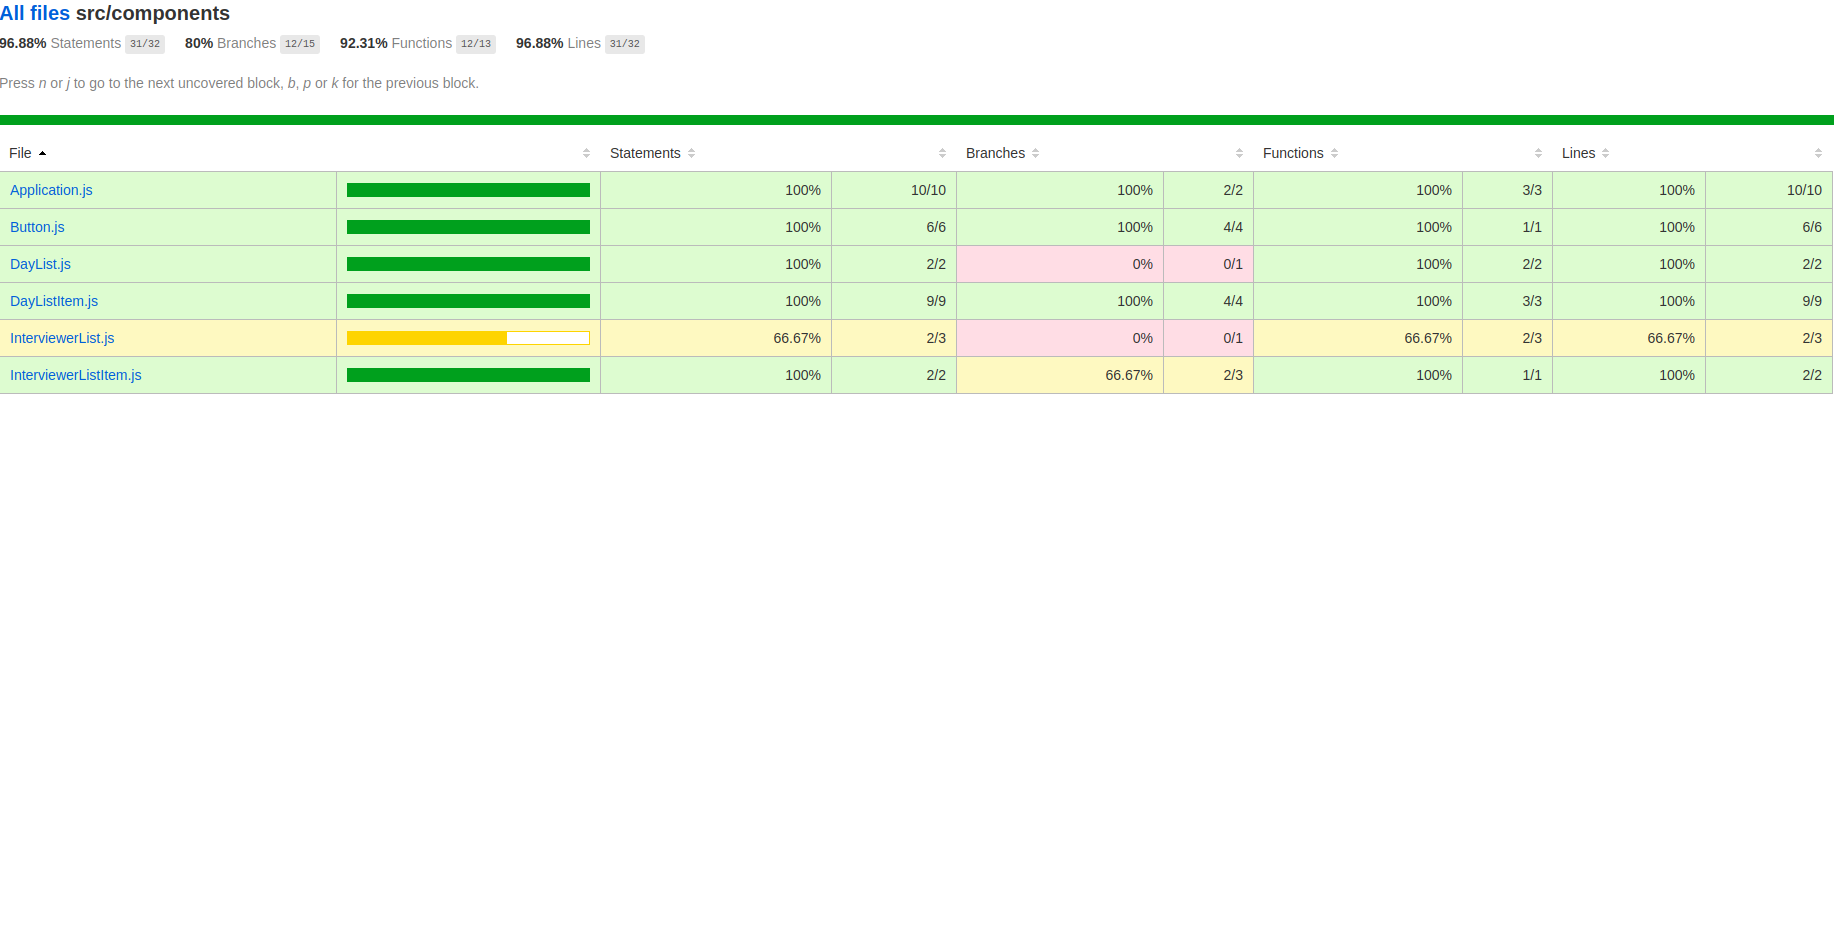 All files src/components
96.88% Statements 31/32 80% Branches 12/15 92.31% Functions 12/13 96.88% Lines 31/32
Press n or j to go to the next uncovered block, b, p or k for the previous block.
File Statements Branches Functions Lines
Application.js 100% 10/10 100% 2/2 100% 3/3 100% 10/10
Button.js 100% 6/6 100% 4/4 100% 1/1 100% 6/6
DayList.js 100% 2/2 0% 0/1 100% 2/2 100% 2/2
DayListItem.js 100% 9/9 100% 4/4 100% 3/3 100% 9/9
InterviewerList.js 66.67% 2/3 0% 0/1 66.67% 2/3 66.67% 2/3
InterviewerListItem.js 100% 2/2 66.67% 2/3 100% 1/1 100% 2/2